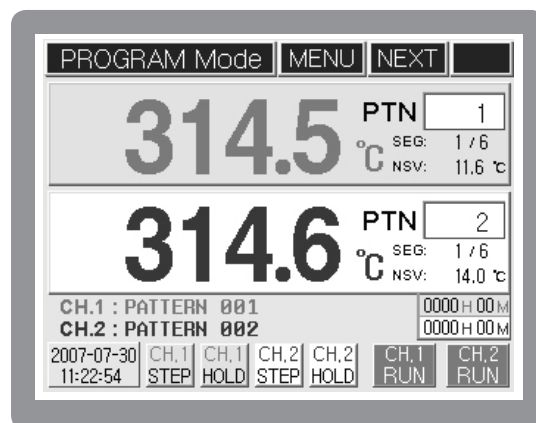 PROGRAM Mode MENU NEXT
314.5 °C PTN 1
SEG: 1 / 6
NSV: 11.6 ℃
314.6 °C PTN 2
SEG: 1 / 6
NSV: 14.0 ℃
CH.1 : PATTERN 001 0000 H 00 M
CH.2 : PATTERN 002 0000 H 00 M
2007-07-30 CH,1 CH,1 CH,2 CH,2 CH,1 CH,2
11:22:54 STEP HOLD STEP HOLD RUN RUN